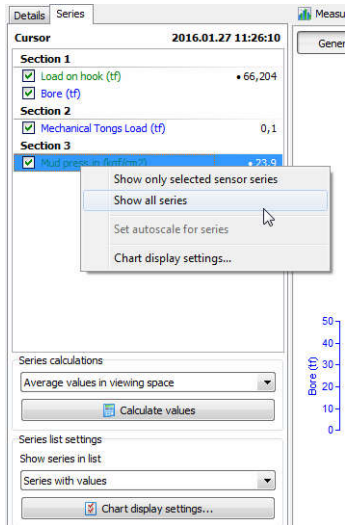 Details Series
Measu
Cursor 2016.01.27 11:26:10
Gener
Section 1
Load on hook (tf) • 66,204
Bore (tf)
Section 2
Mechanical Tongs Load (tf) 0,1
Section 3
Mud press in (kgf/cm2) • 23,9
Show only selected sensor series
Show all series
Set autoscale for series
Chart display settings...
50
40
30
20
10
0
Bore (tf)
Series calculations
Average values in viewing space
Calculate values
Series list settings
Show series in list
Series with values
Chart display settings...